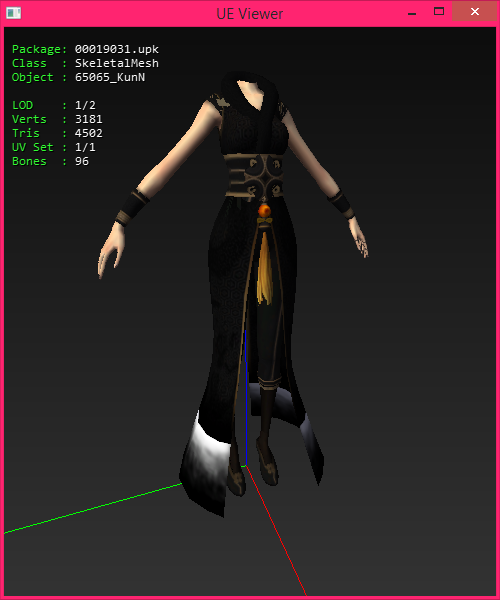 UE Viewer
Package: 00019031.upk
Class : SkeletalMesh
Object : 65065_KunN
LOD : 1/2
Verts : 3181
Tris : 4502
UV Set : 1/1
Bones : 96